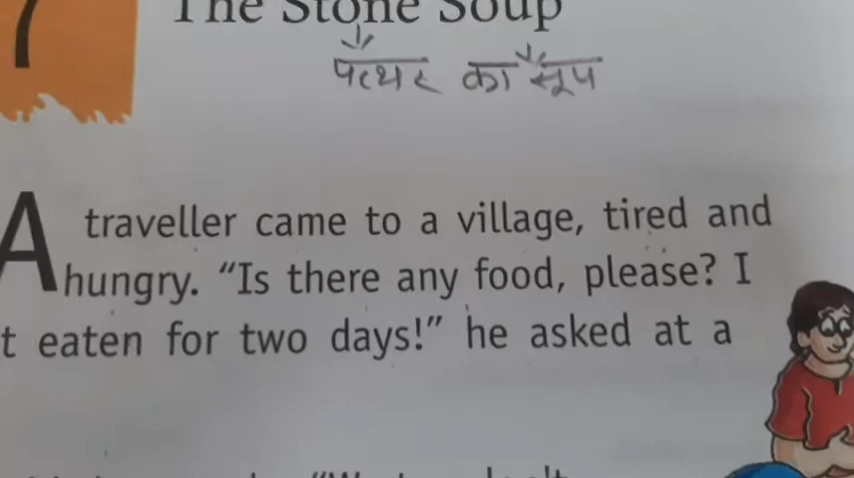 7
The Stone Soup
पत्थर का सूप
A traveller came to a village, tired and
hungry. “Is there any food, please? I
t eaten for two days!” he asked at a